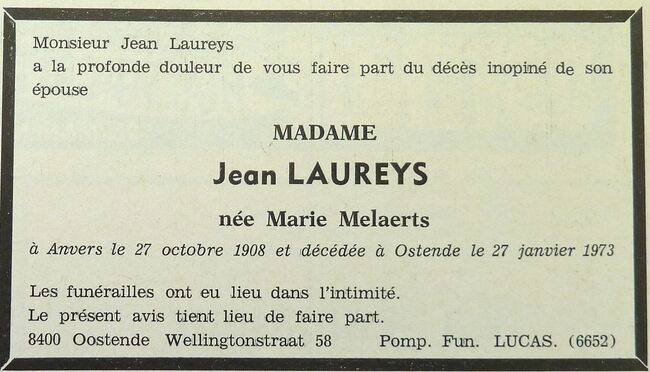 Monsieur Jean Laureys
a la profonde douleur de vous faire part du décès inopiné de son
épouse
MADAME
Jean LAUREYS
née Marie Melaerts
à Anvers le 27 octobre 1908 et décédée à Ostende le 27 janvier 1973
Les funérailles ont eu lieu dans l'intimité.
Le présent avis tient lieu de faire part.
8400 Oostende Wellingtonstraat 58 Pomp. Fun. LUCAS. (6652)